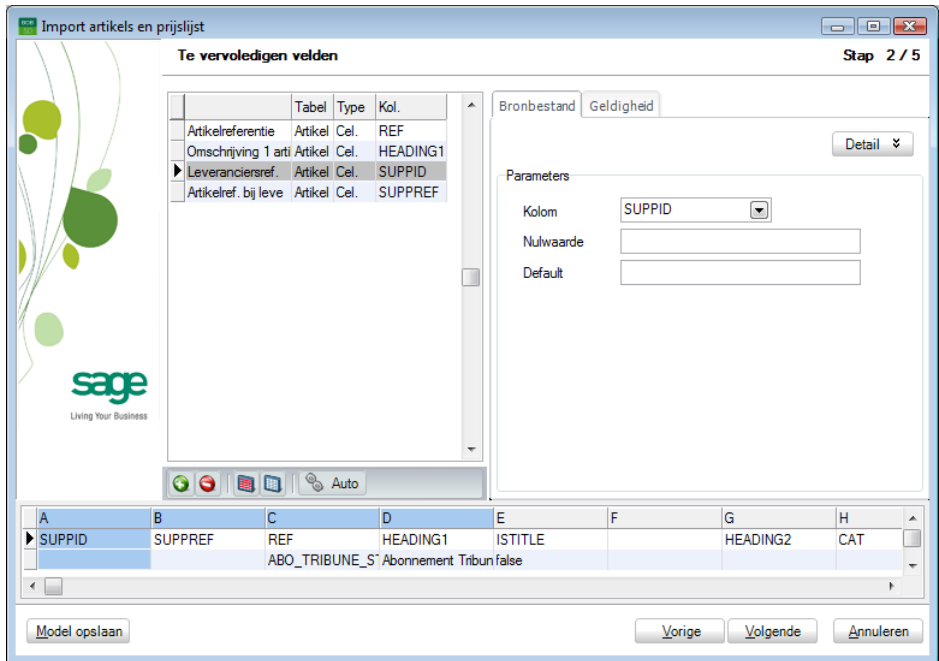 BOB 50 Import artikels en prijslijst
Te vervoledigen velden Stap 2 / 5
Tabel Type Kol.
Artikelreferentie Artikel Cel. REF
Omschrijving 1 arti Artikel Cel. HEADING1
Leveranciersref. Artikel Cel. SUPPID
Artikelref. bij leve Artikel Cel. SUPPREF
Auto
Bronbestand Geldigheid
Detail
Parameters
Kolom SUPPID
Nulwaarde
Default
sage
Living Your Business
A B C D E F G H
SUPPID SUPPREF REF HEADING1 ISTITLE HEADING2 CAT
ABO_TRIBUNE_ST Abonnement Tribun false
Model opslaan Vorige Volgende Annuleren